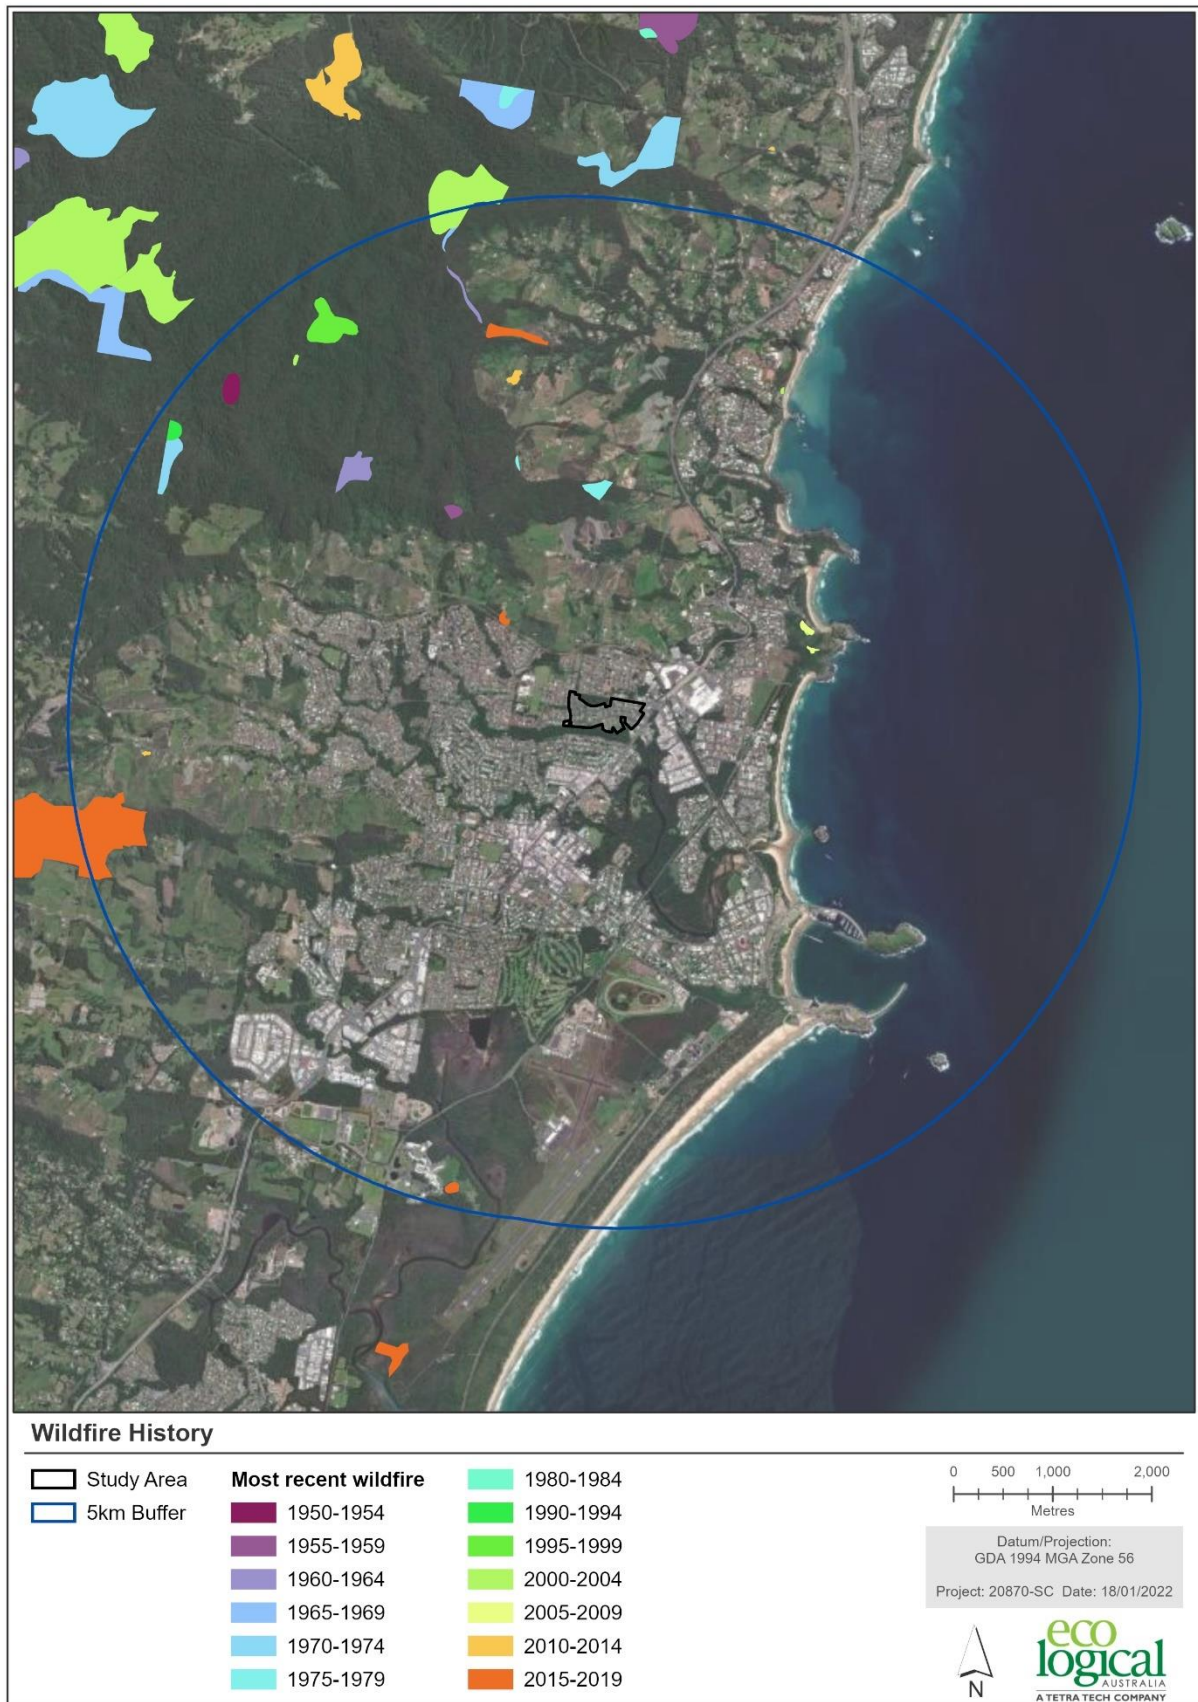 Wildfire History
Study Area
5km Buffer
Most recent wildfire
1950-1954
1955-1959
1960-1964
1965-1969
1970-1974
1975-1979
1980-1984
1990-1994
1995-1999
2000-2004
2005-2009
2010-2014
2015-2019
0 500 1,000 2,000
Metres
Datum/Projection:
GDA 1994 MGA Zone 56
Project: 20870-SC Date: 18/01/2022
N
eco
logical
AUSTRALIA
A TETRA TECH COMPANY